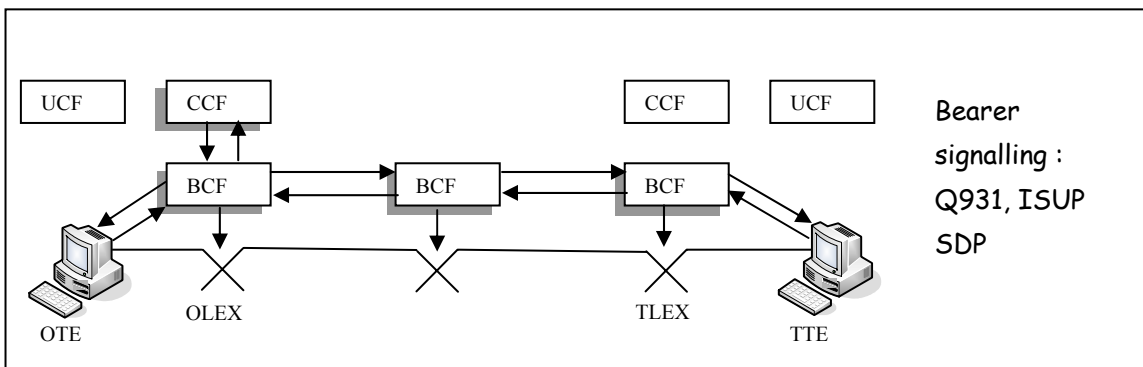 UCF
CCF
CCF
UCF
Bearer
signalling :
Q931, ISUP
SDP
BCF
BCF
BCF
OLEX
TLEX
OTE
TTE